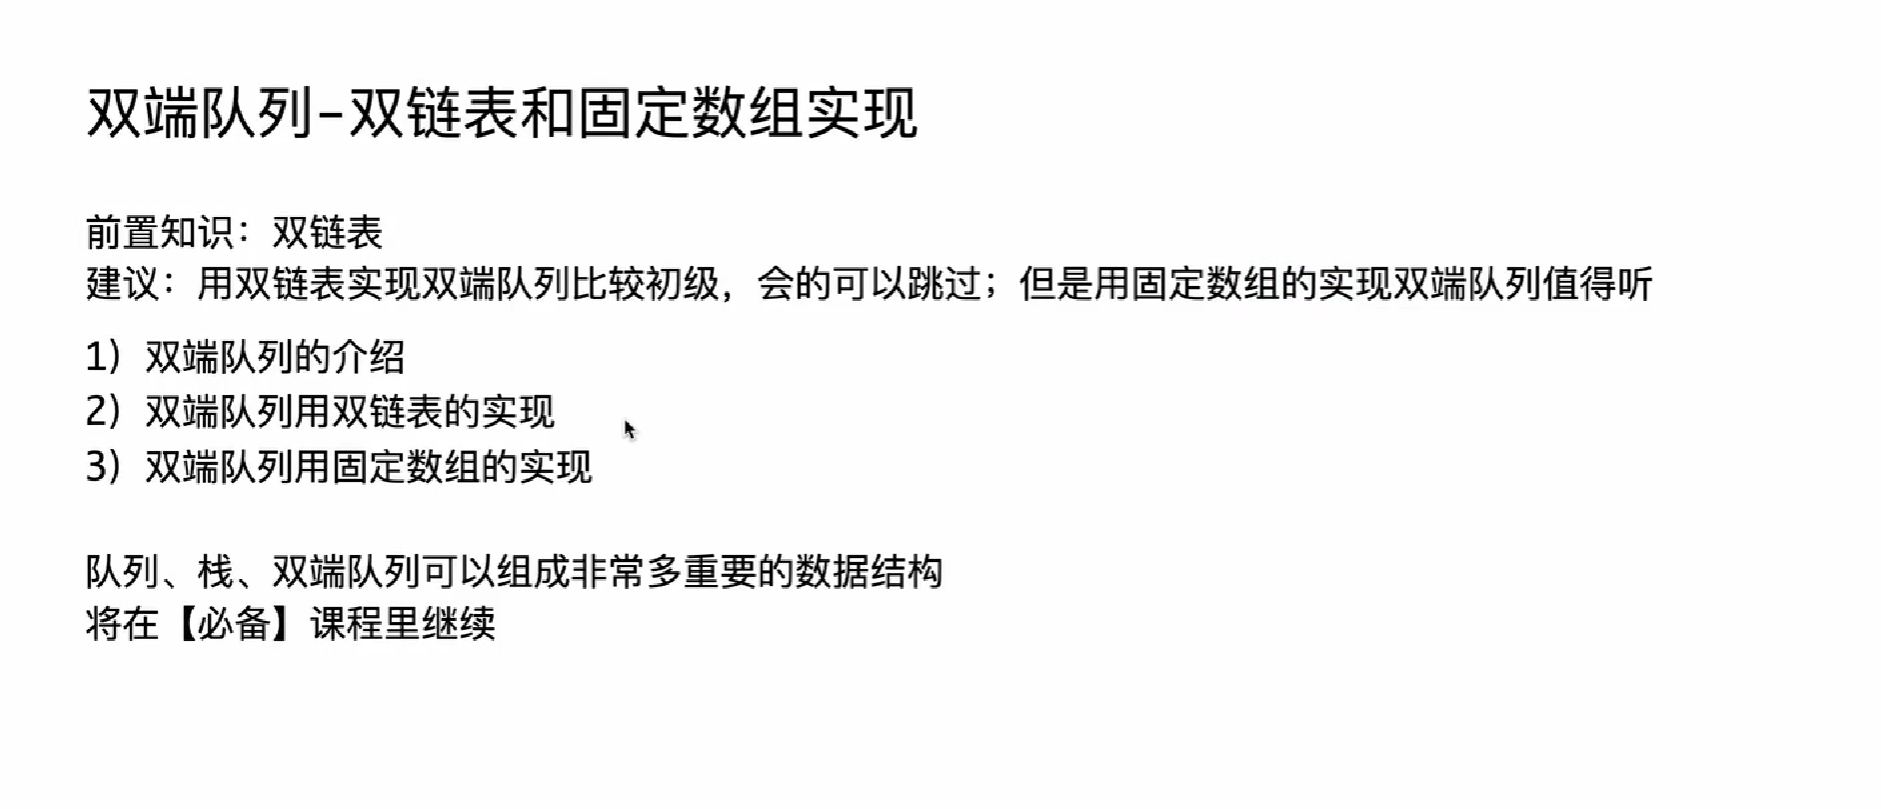 双端队列-双链表和固定数组实现
前置知识：双链表
建议：用双链表实现双端队列比较初级，会的可以跳过；但是用固定数组的实现双端队列值得听
1）双端队列的介绍
2）双端队列用双链表的实现
3）双端队列用固定数组的实现
队列、栈、双端队列可以组成非常多重要的数据结构
将在【必备】课程里继续